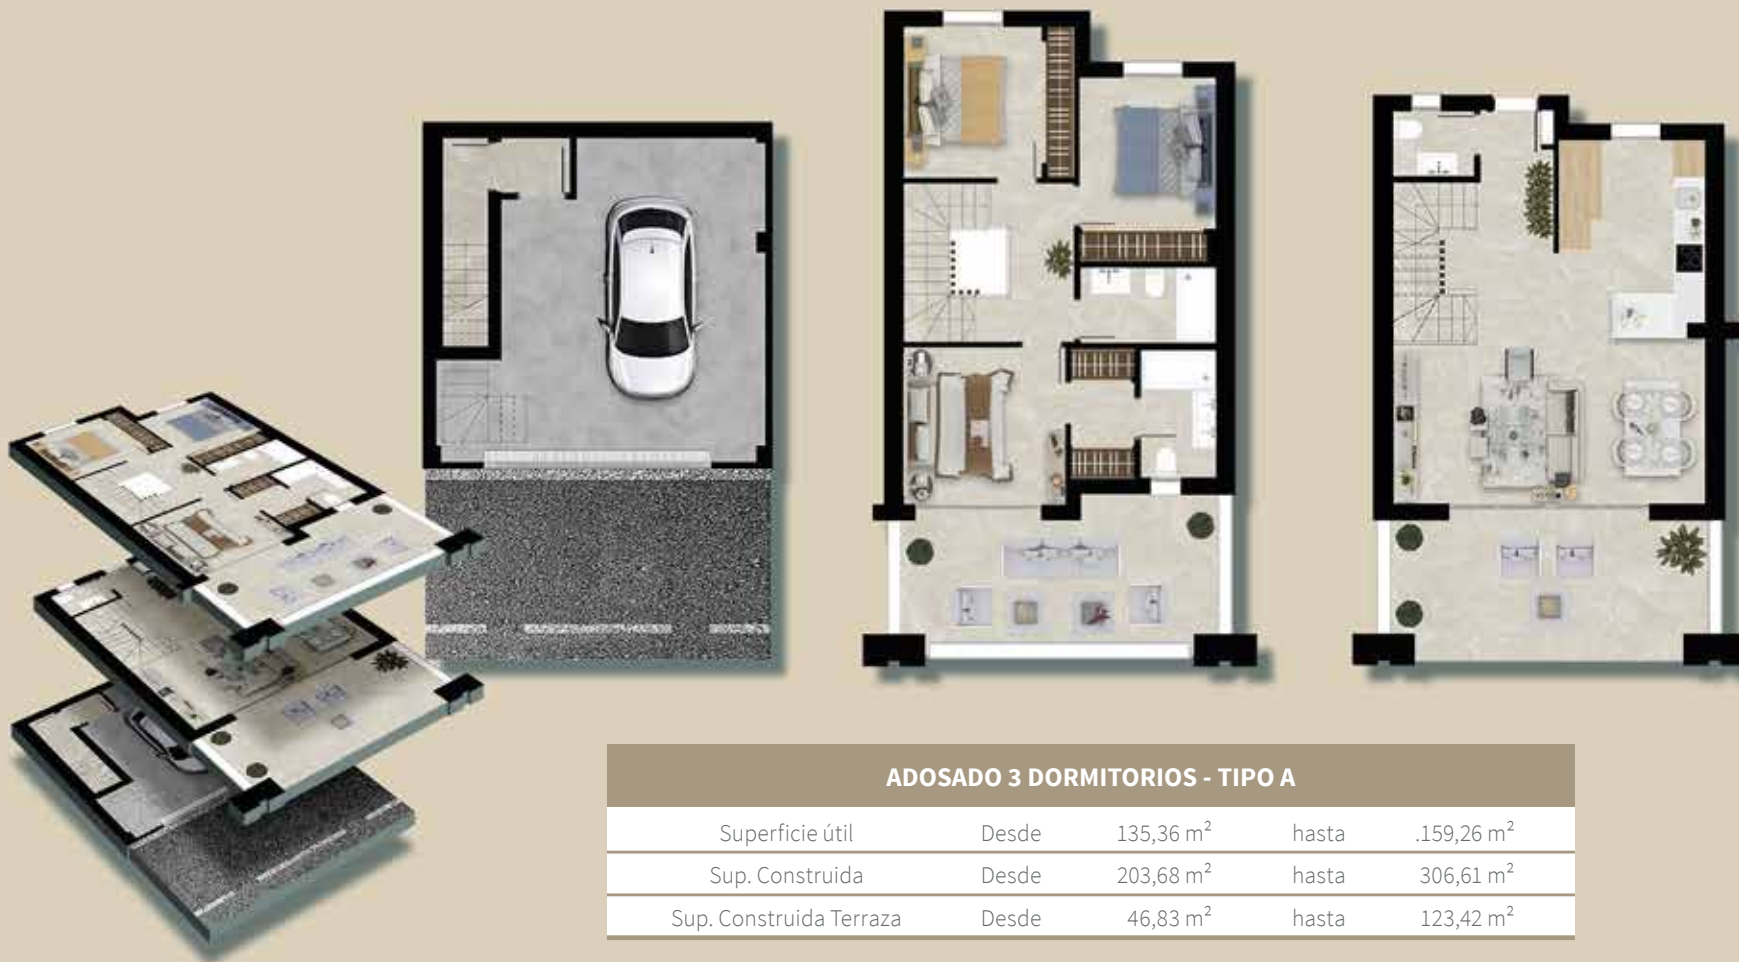 ADOSADO 3 DORMITORIOS - TIPO A
Superficie útil Desde 135,36 m² hasta .159,26 m²
Sup. Construida Desde 203,68 m² hasta 306,61 m²
Sup. Construida Terraza Desde 46,83 m² hasta 123,42 m²